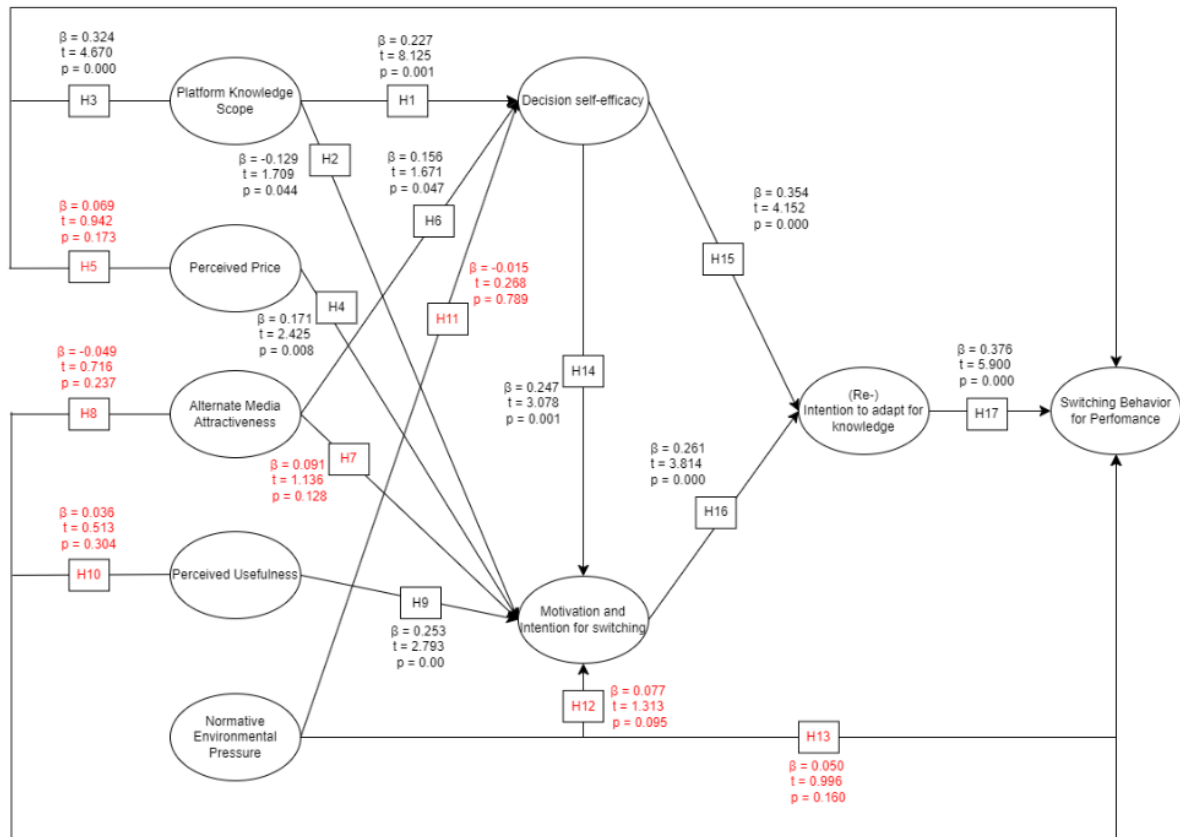 β = 0.324
t = 4.670
p = 0.000
H3
Platform Knowledge
Scope
β = 0.227
t = 8.125
p = 0.001
H1
Decision self-efficacy
β = -0.129
t = 1.709
p = 0.044
H2
β = 0.156
t = 1.671
p = 0.047
H6
β = 0.354
t = 4.152
p = 0.000
H15
β = 0.069
t = 0.942
p = 0.173
H5
Perceived Price
β = 0.171
t = 2.425
p = 0.008
H4
β = -0.015
t = 0.268
p = 0.789
H11
β = -0.049
t = 0.716
p = 0.237
H8
Alternate Media
Attractiveness
β = 0.091
t = 1.136
p = 0.128
H7
β = 0.247
t = 3.078
p = 0.001
H14
(Re-)
Intention to adapt for
knowledge
β = 0.376
t = 5.900
p = 0.000
H17
Switching Behavior
for Perfomance
β = 0.261
t = 3.814
p = 0.000
H16
β = 0.036
t = 0.513
p = 0.304
H10
Perceived Usefulness
H9
β = 0.253
t = 2.793
p = 0.00
Motivation and
Intention for switching
Normative
Environmental
Pressure
H12
β = 0.077
t = 1.313
p = 0.095
H13
β = 0.050
t = 0.996
p = 0.160